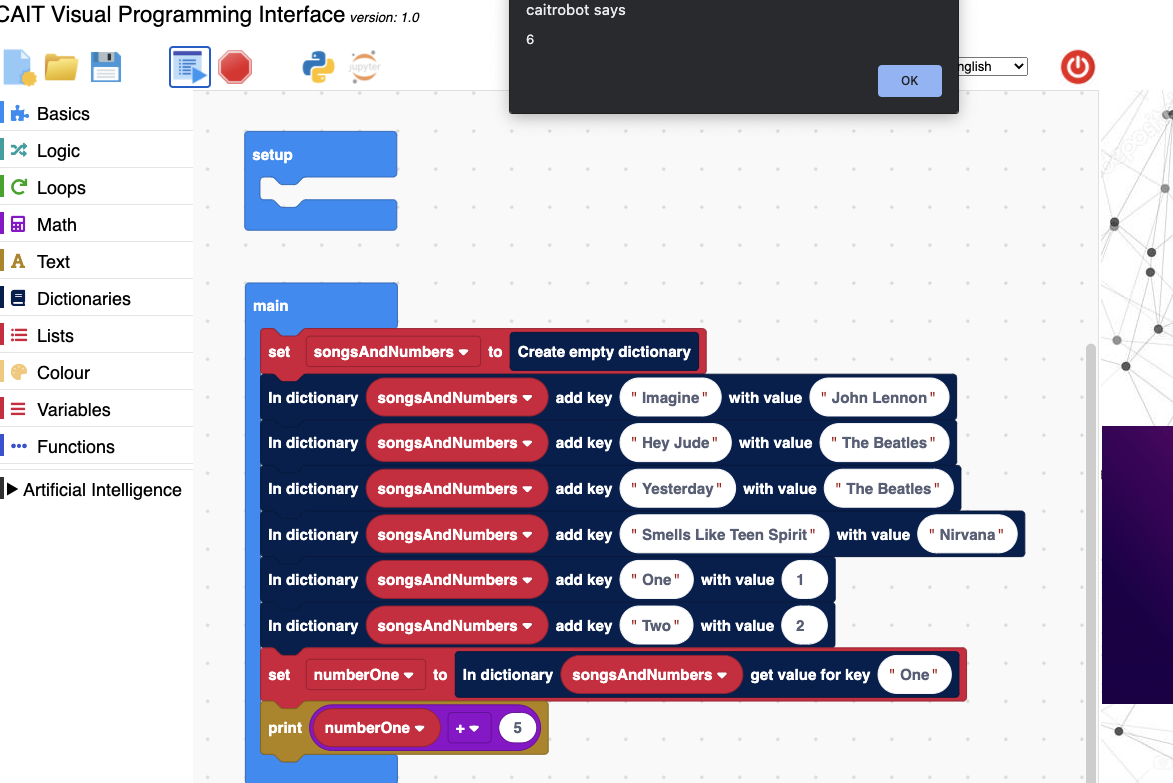 CAIT Visual Programming Interface version: 1.0
caitrobot says
6
OK
jupyter
nglish
Basics
Logic
Loops
Math
Text
Dictionaries
Lists
Colour
Variables
Functions
Artificial Intelligence
setup
main
set songsAndNumbers to Create empty dictionary
In dictionary songsAndNumbers add key "Imagine" with value "John Lennon"
In dictionary songsAndNumbers add key "Hey Jude" with value "The Beatles"
In dictionary songsAndNumbers add key "Yesterday" with value "The Beatles"
In dictionary songsAndNumbers add key "Smells Like Teen Spirit" with value "Nirvana"
In dictionary songsAndNumbers add key "One" with value 1
In dictionary songsAndNumbers add key "Two" with value 2
set numberOne to In dictionary songsAndNumbers get value for key "One"
print numberOne + 5